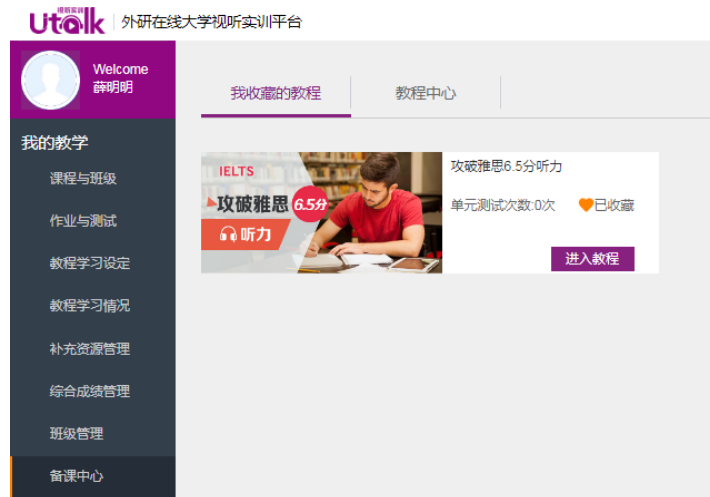 视听实训
Utalk
外研在线大学视听实训平台
Welcome
薛明明
我的教学
课程与班级
作业与测试
教程学习设定
教程学习情况
补充资源管理
综合成绩管理
班级管理
备课中心
我收藏的教程
教程中心
IELTS
攻破雅思6.5分
听力
攻破雅思6.5分听力
单元测试次数:0次 已收藏
进入教程